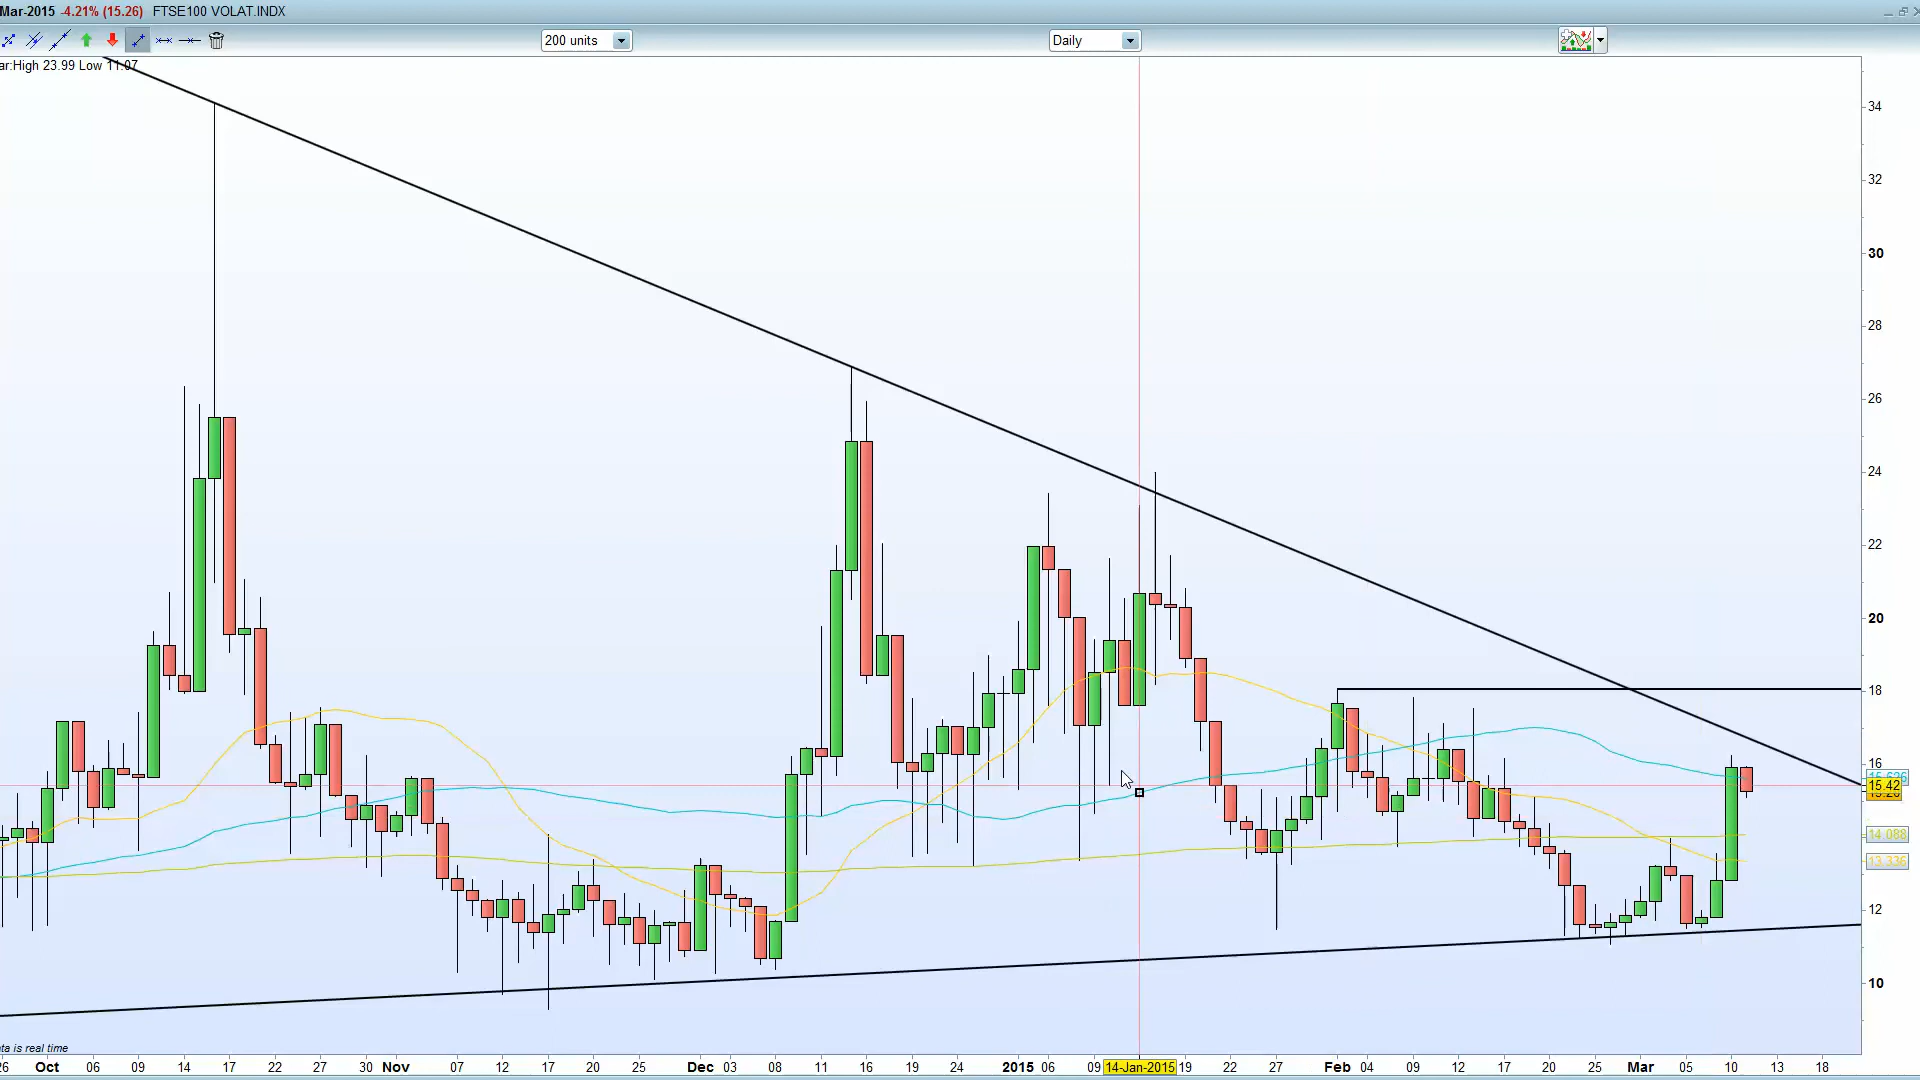 Mar-2015 -4.21% (15.26) FTSE100 VOLAT.INDX
200 units
Daily
ar:High 23.99 Low 11.07
34
32
30
28
26
24
22
20
18
16
15.42
14.088
13.336
12
10
ta is real time
26 Oct 06 09 14 17 22 27 30 Nov 07 12 17 20 25 Dec 03 08 11 16 19 24 2015 06 09 14-Jan-2015 19 22 27 Feb 04 09 12 17 20 25 Mar 05 10 13 18